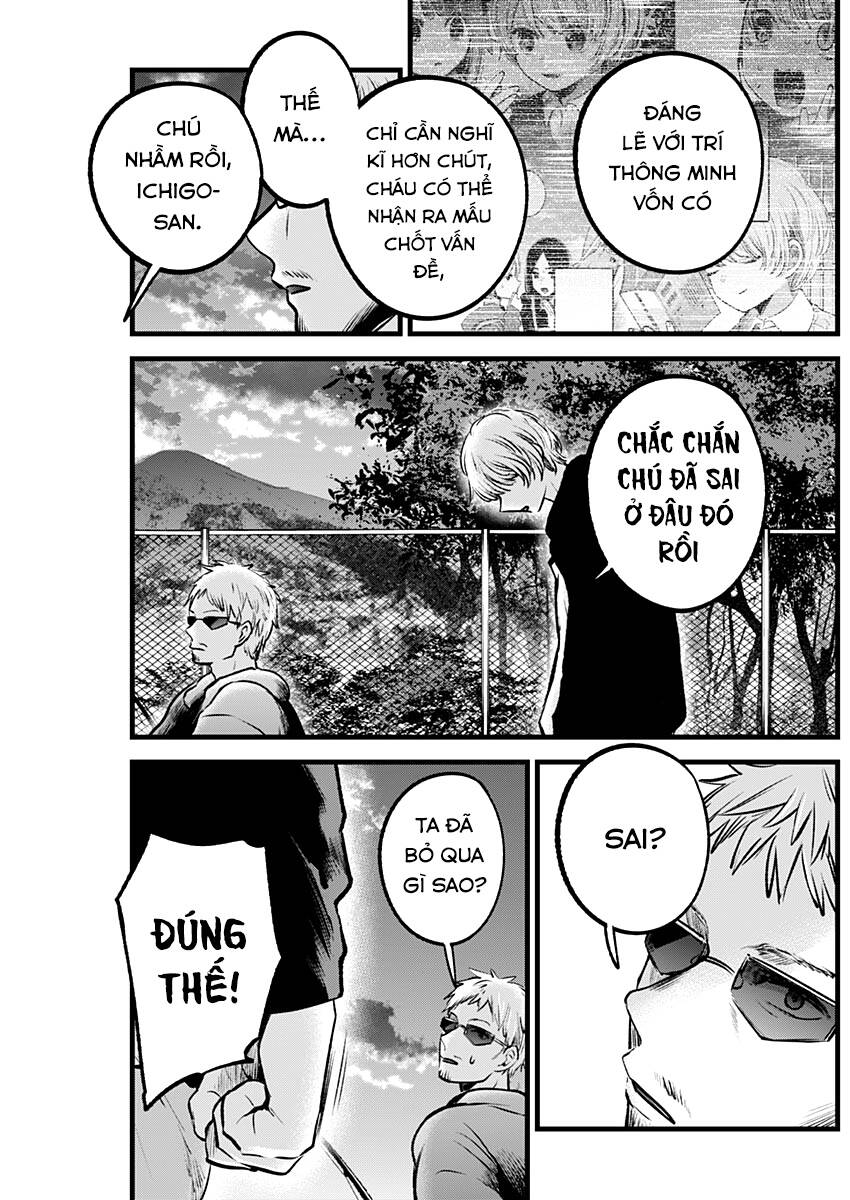 ĐÁNG
LẼ VỚI TRÍ
THÔNG MINH
VỐN CÓ
CHỈ CẦN NGHĨ
KĨ HƠN CHÚT,
CHÁU CÓ THỂ
NHẬN RA MẤU
CHỐT VẤN
ĐỀ,
THẾ
MÀ...
CHÚ
NHẦM RỒI,
ICHIGO-
SAN.
CHẮC CHẮN
CHÚ ĐÃ SAI
Ở ĐÂU ĐÓ
RỒI
SAI?
TA ĐÃ
BỎ QUA
GÌ SAO?
ĐÚNG
THẾ!